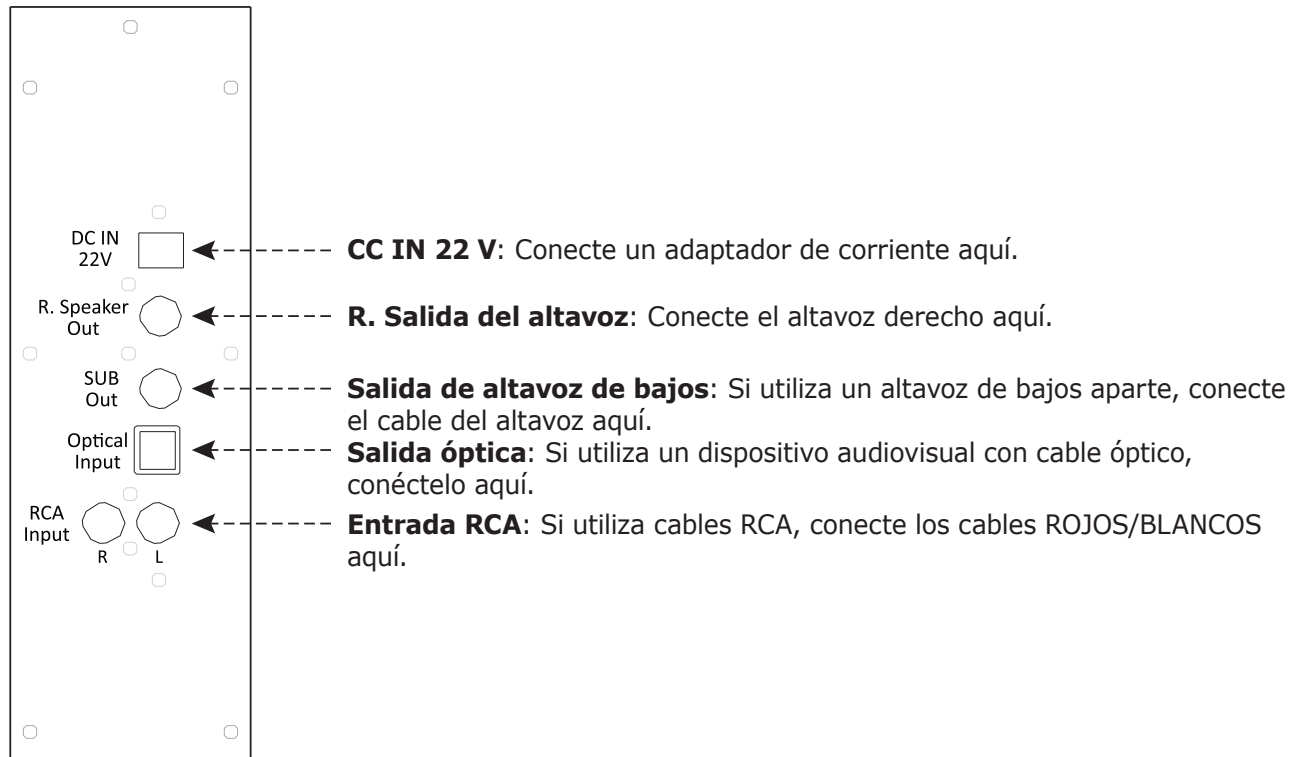 DC IN
22V
CC IN 22 V: Conecte un adaptador de corriente aquí.
R. Speaker
Out
R. Salida del altavoz: Conecte el altavoz derecho aquí.
SUB
Out
Salida de altavoz de bajos: Si utiliza un altavoz de bajos aparte, conecte
el cable del altavoz aquí.
Optical
Input
Salida óptica: Si utiliza un dispositivo audiovisual con cable óptico,
conéctelo aquí.
RCA
Input
R L
Entrada RCA: Si utiliza cables RCA, conecte los cables ROJOS/BLANCOS
aquí.